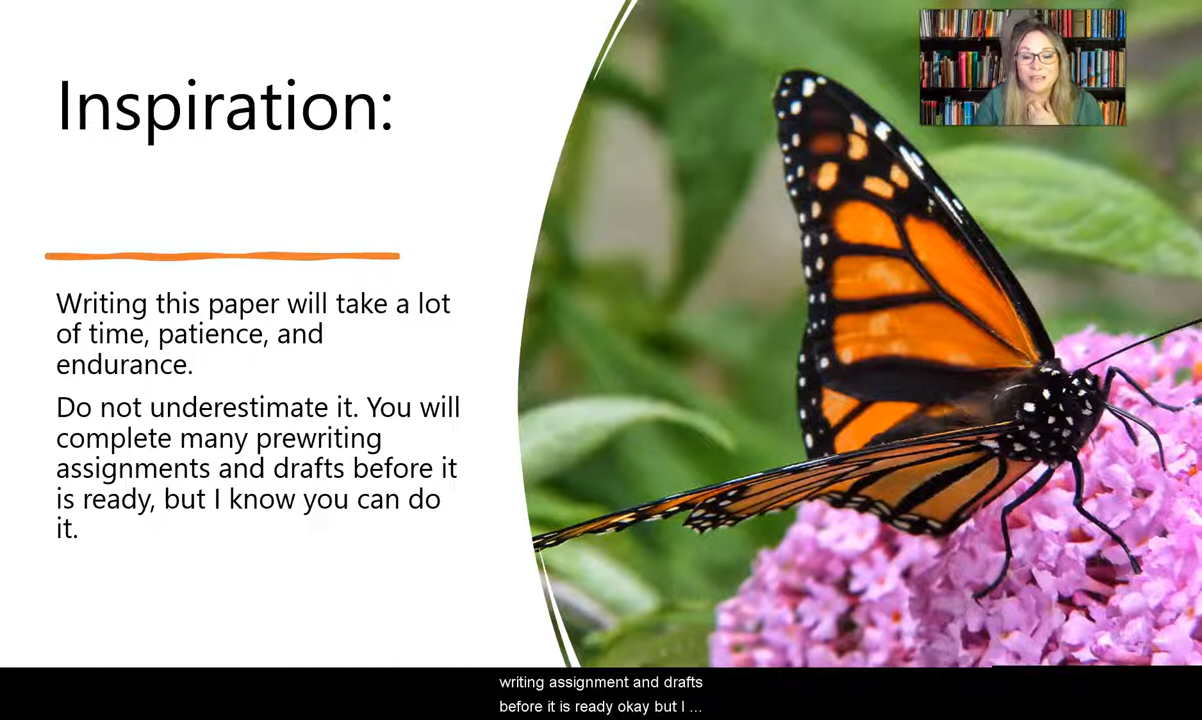 Inspiration:
Writing this paper will take a lot
of time, patience, and
endurance.
Do not underestimate it. You will
complete many prewriting
assignments and drafts before it
is ready, but I know you can do
it.
writing assignment and drafts
before it is ready okay but I ...